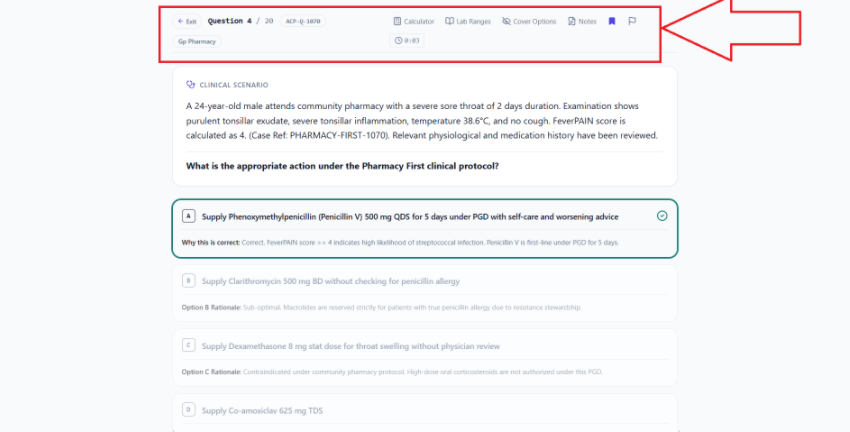 ← Exit Question 4 / 20 ACP-Q-1070 Calculator Lab Ranges Cover Options Notes
Gp Pharmacy 0:03
CLINICAL SCENARIO
A 24-year-old male attends community pharmacy with a severe sore throat of 2 days duration. Examination shows
purulent tonsillar exudate, severe tonsillar inflammation, temperature 38.6°C, and no cough. FeverPAIN score is
calculated as 4. (Case Ref: PHARMACY-FIRST-1070). Relevant physiological and medication history have been reviewed.
What is the appropriate action under the Pharmacy First clinical protocol?
A Supply Phenoxymethylpenicillin (Penicillin V) 500 mg QDS for 5 days under PGD with self-care and worsening advice
Why this is correct: Correct. FeverPAIN score >= 4 indicates high likelihood of streptococcal infection. Penicillin V is first-line under PGD for 5 days.
B Supply Clarithromycin 500 mg BD without checking for penicillin allergy
Option B Rationale: Sub-optimal. Macrolides are reserved strictly for patients with true penicillin allergy due to resistance stewardship.
C Supply Dexamethasone 8 mg stat dose for throat swelling without physician review
Option C Rationale: Contraindicated under community pharmacy protocol. High-dose oral corticosteroids are not authorized under this PGD.
D Supply Co-amoxiclav 625 mg TDS